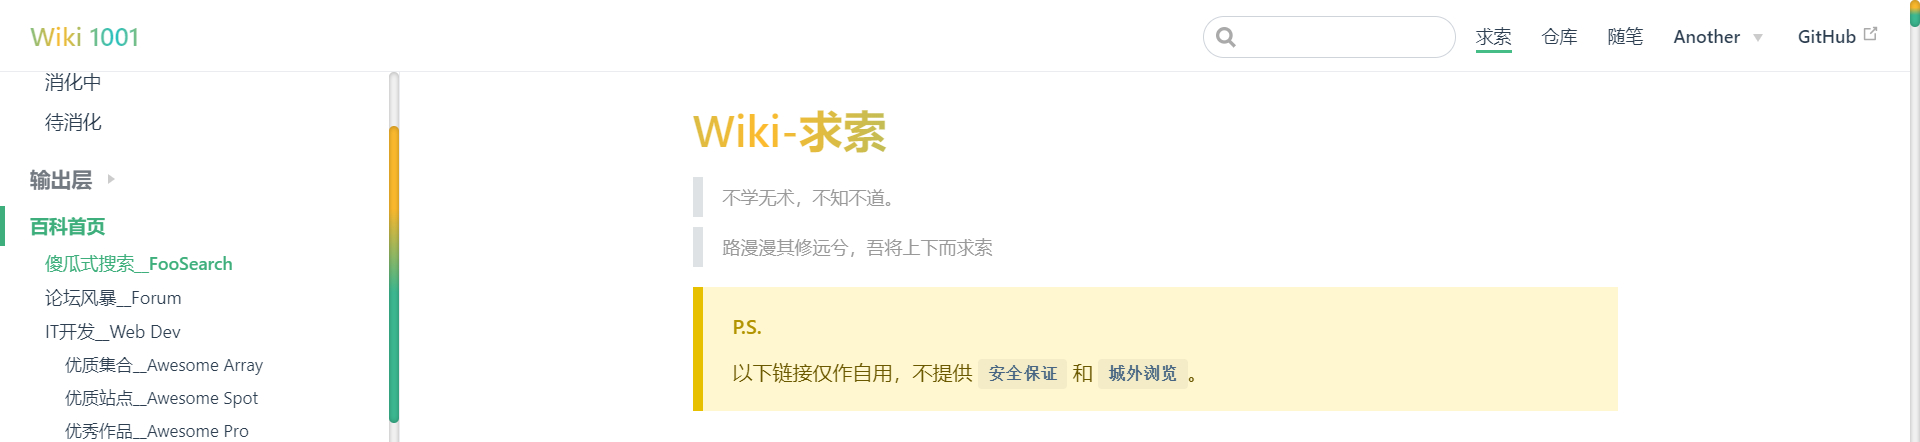 Wiki 1001
求索
仓库
随笔
Another
GitHub
消化中
待消化
输出层
百科首页
傻瓜式搜索__FooSearch
论坛风暴__Forum
IT开发__Web Dev
优质集合__Awesome Array
优质站点__Awesome Spot
优秀作品__Awesome Pro
Wiki-求索
不学无术，不知不道。
路漫漫其修远兮，吾将上下而求索
P.S.
以下链接仅作自用，不提供 安全保证 和 城外浏览 。